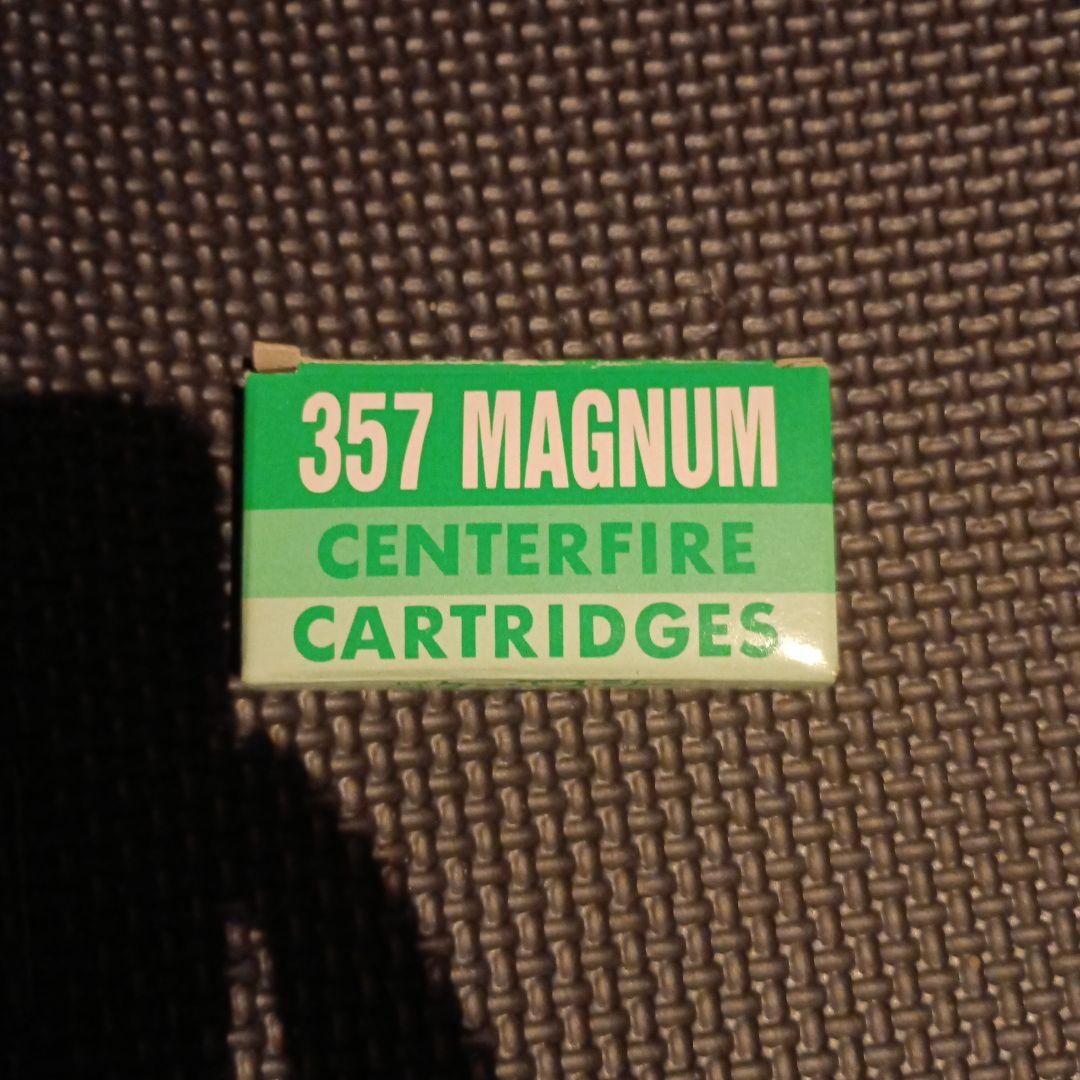 357 MAGNUM
CENTERFIRE
CARTRIDGES